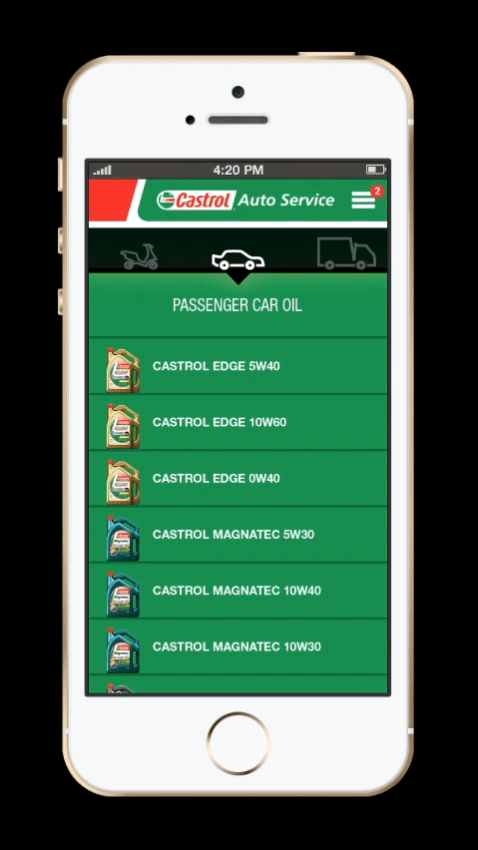 4:20 PM
Castrol Auto Service
2
PASSENGER CAR OIL
CASTROL EDGE 5W40
CASTROL EDGE 10W60
CASTROL EDGE 0W40
CASTROL MAGNATEC 5W30
CASTROL MAGNATEC 10W40
CASTROL MAGNATEC 10W30